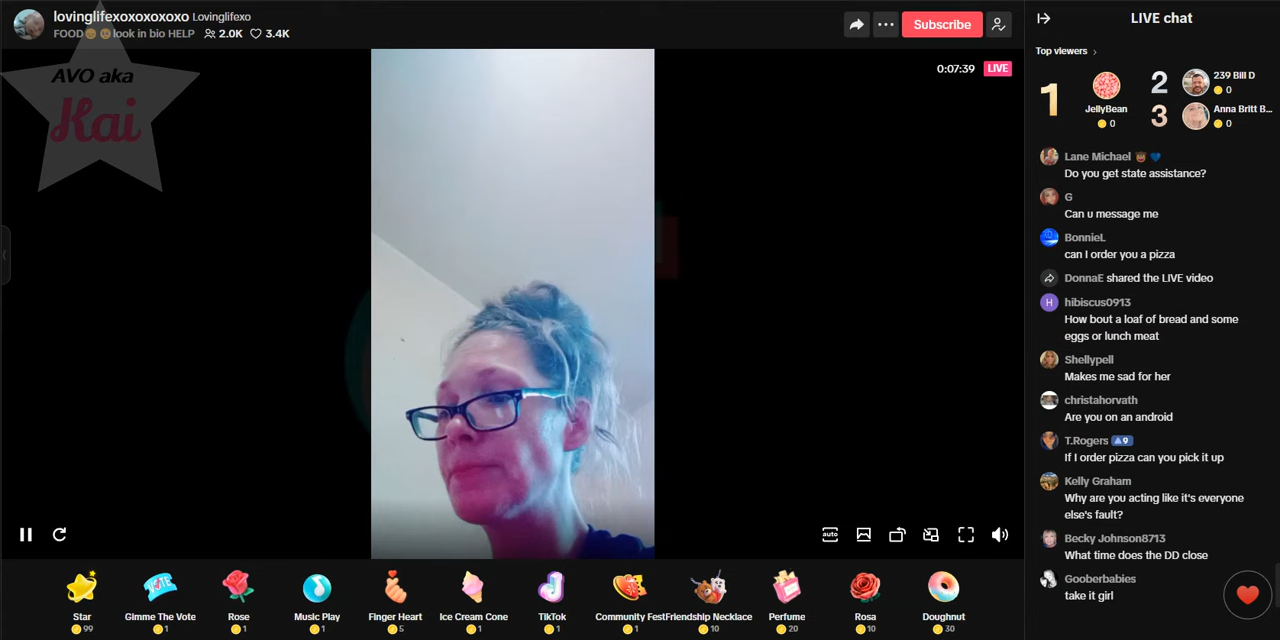 lovinglifexoxoxoxoxo Lovinglifexo
FOOD😞😞look in bio HELP 2.0K 3.4K
Subscribe
AVO aka
Kai
0:07:39 LIVE
auto
Star
99
Gimme The Vote
1
Rose
1
Music Play
1
Finger Heart
5
Ice Cream Cone
1
TikTok
1
Community Fest
1
Friendship Necklace
10
Perfume
20
Rosa
10
Doughnut
30
LIVE chat
Top viewers
1
JellyBean
0
2
239 Bill D
0
3
Anna Britt B...
0
Lane Michael
Do you get state assistance?
G
Can u message me
BonnieL
can I order you a pizza
DonnaE shared the LIVE video
H
hibiscus0913
How bout a loaf of bread and some
eggs or lunch meat
Shellypell
Makes me sad for her
christahorvath
Are you on an android
T.Rogers 9
If I order pizza can you pick it up
Kelly Graham
Why are you acting like it's everyone
else's fault?
Becky Johnson8713
What time does the DD close
Gooberbabies
take it girl